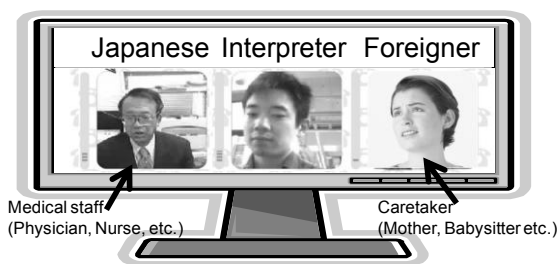 Japanese Interpreter Foreigner
Medical staff
(Physician, Nurse, etc.)
Caretaker
(Mother, Babysitter etc.)